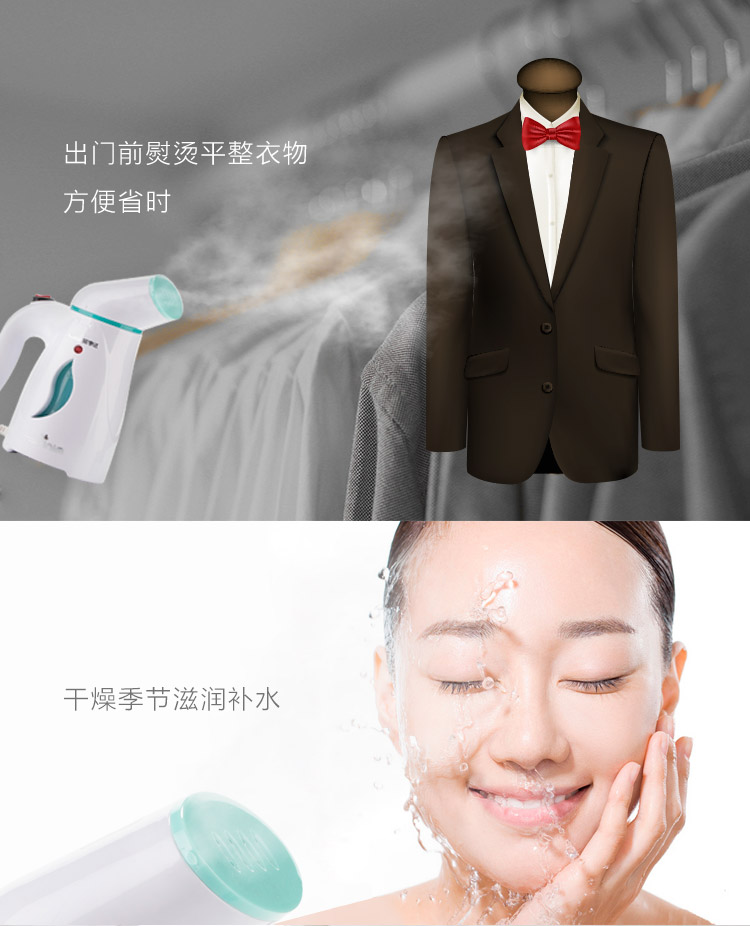 出门前熨烫平整衣物
方便省时
干燥季节滋润补水